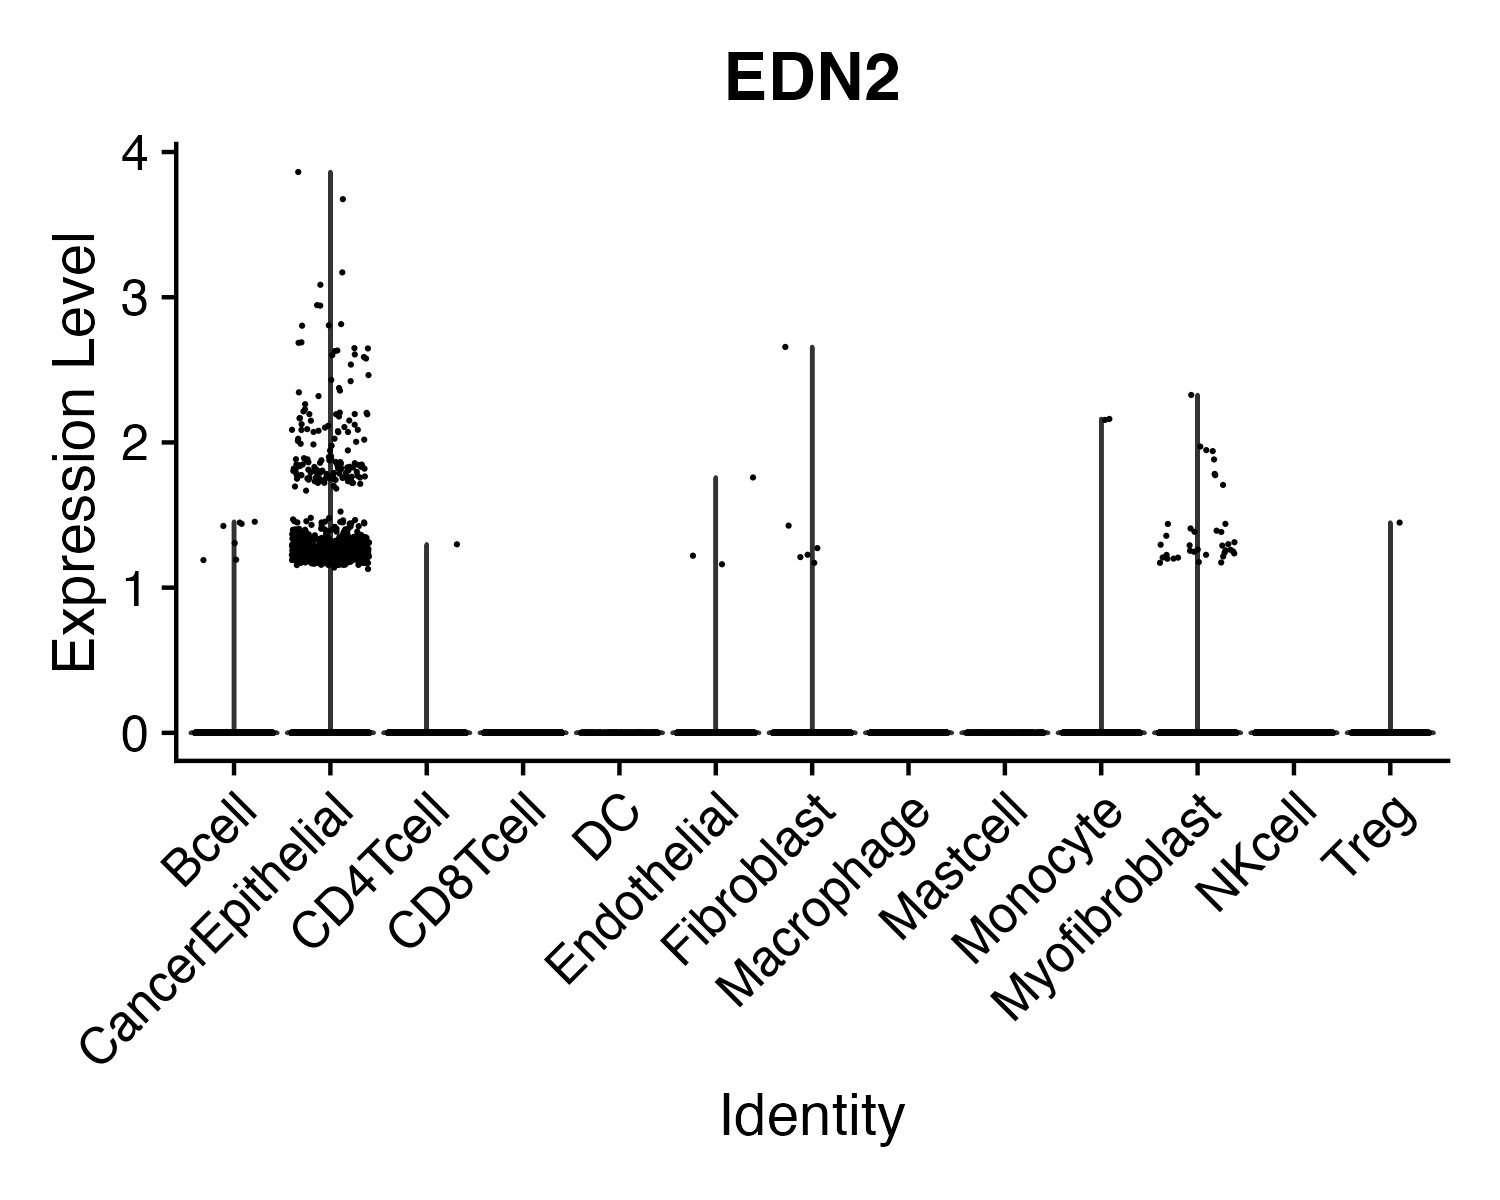 EDN2
Expression Level
4
3
2
1
0
Bcell
CancerEpithelial
CD4Tcell
CD8Tcell
DC
Endothelial
Fibroblast
Macrophage
Mastcell
Monocyte
Myofibroblast
NKcell
Treg
Identity